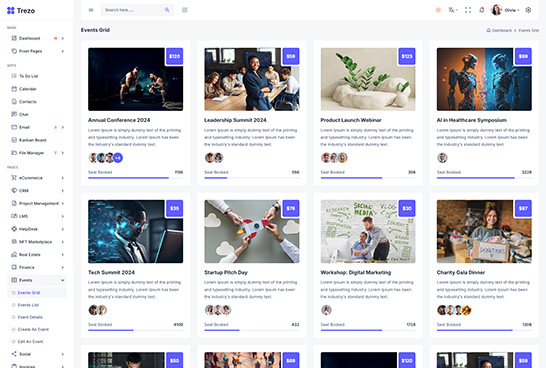 Trezo
Search here.....
Olivia
MAIN
Dashboard
Front Pages
APPS
To Do List
Calendar
Contacts
Chat
Email
Kanban Board
File Manager
PAGES
eCommerce
CRM
Project Management
LMS
HelpDesk
NFT Marketplace
Real Estate
Finance
Events
Events Grid
Events List
Event Details
Create An Event
Edit An Event
Social
Invoices
Events Grid
Dashboard > Events Grid
$120
Annual Conference 2024
Lorem Ipsum is simply dummy text of the printing
and typesetting industry. Lorem Ipsum has been
the industry's standard dummy text.
+4
Seat Booked
Leadership Summit 2024
Lorem Ipsum is simply dummy text of the printing
and typesetting industry. Lorem Ipsum has been
the industry's standard dummy text.
Seat Booked
$125
Product Launch Webinar
Lorem Ipsum is simply dummy text of the printing
and typesetting industry. Lorem Ipsum has been
the industry's standard dummy text.
Seat Booked
$99
AI in Healthcare Symposium
Lorem Ipsum is simply dummy text of the printing
and typesetting industry. Lorem Ipsum has been
the industry's standard dummy text.
Seat Booked
3228
$35
Tech Summit 2024
Lorem Ipsum is simply dummy text of the printing
and typesetting industry. Lorem Ipsum has been
the industry's standard dummy text.
Seat Booked
$76
Startup Pitch Day
Lorem Ipsum is simply dummy text of the printing
and typesetting industry. Lorem Ipsum has been
the industry's standard dummy text.
Seat Booked
432
SOCIAL
MEDIA
$30
Workshop: Digital Marketing
Lorem Ipsum is simply dummy text of the printing
and typesetting industry. Lorem Ipsum has been
the industry's standard dummy text.
Seat Booked
1728
DONATIONS
$67
Charity Gala Dinner
Lorem Ipsum is simply dummy text of the printing
and typesetting industry. Lorem Ipsum has been
the industry's standard dummy text.
Seat Booked
1306
$50
$89
$120